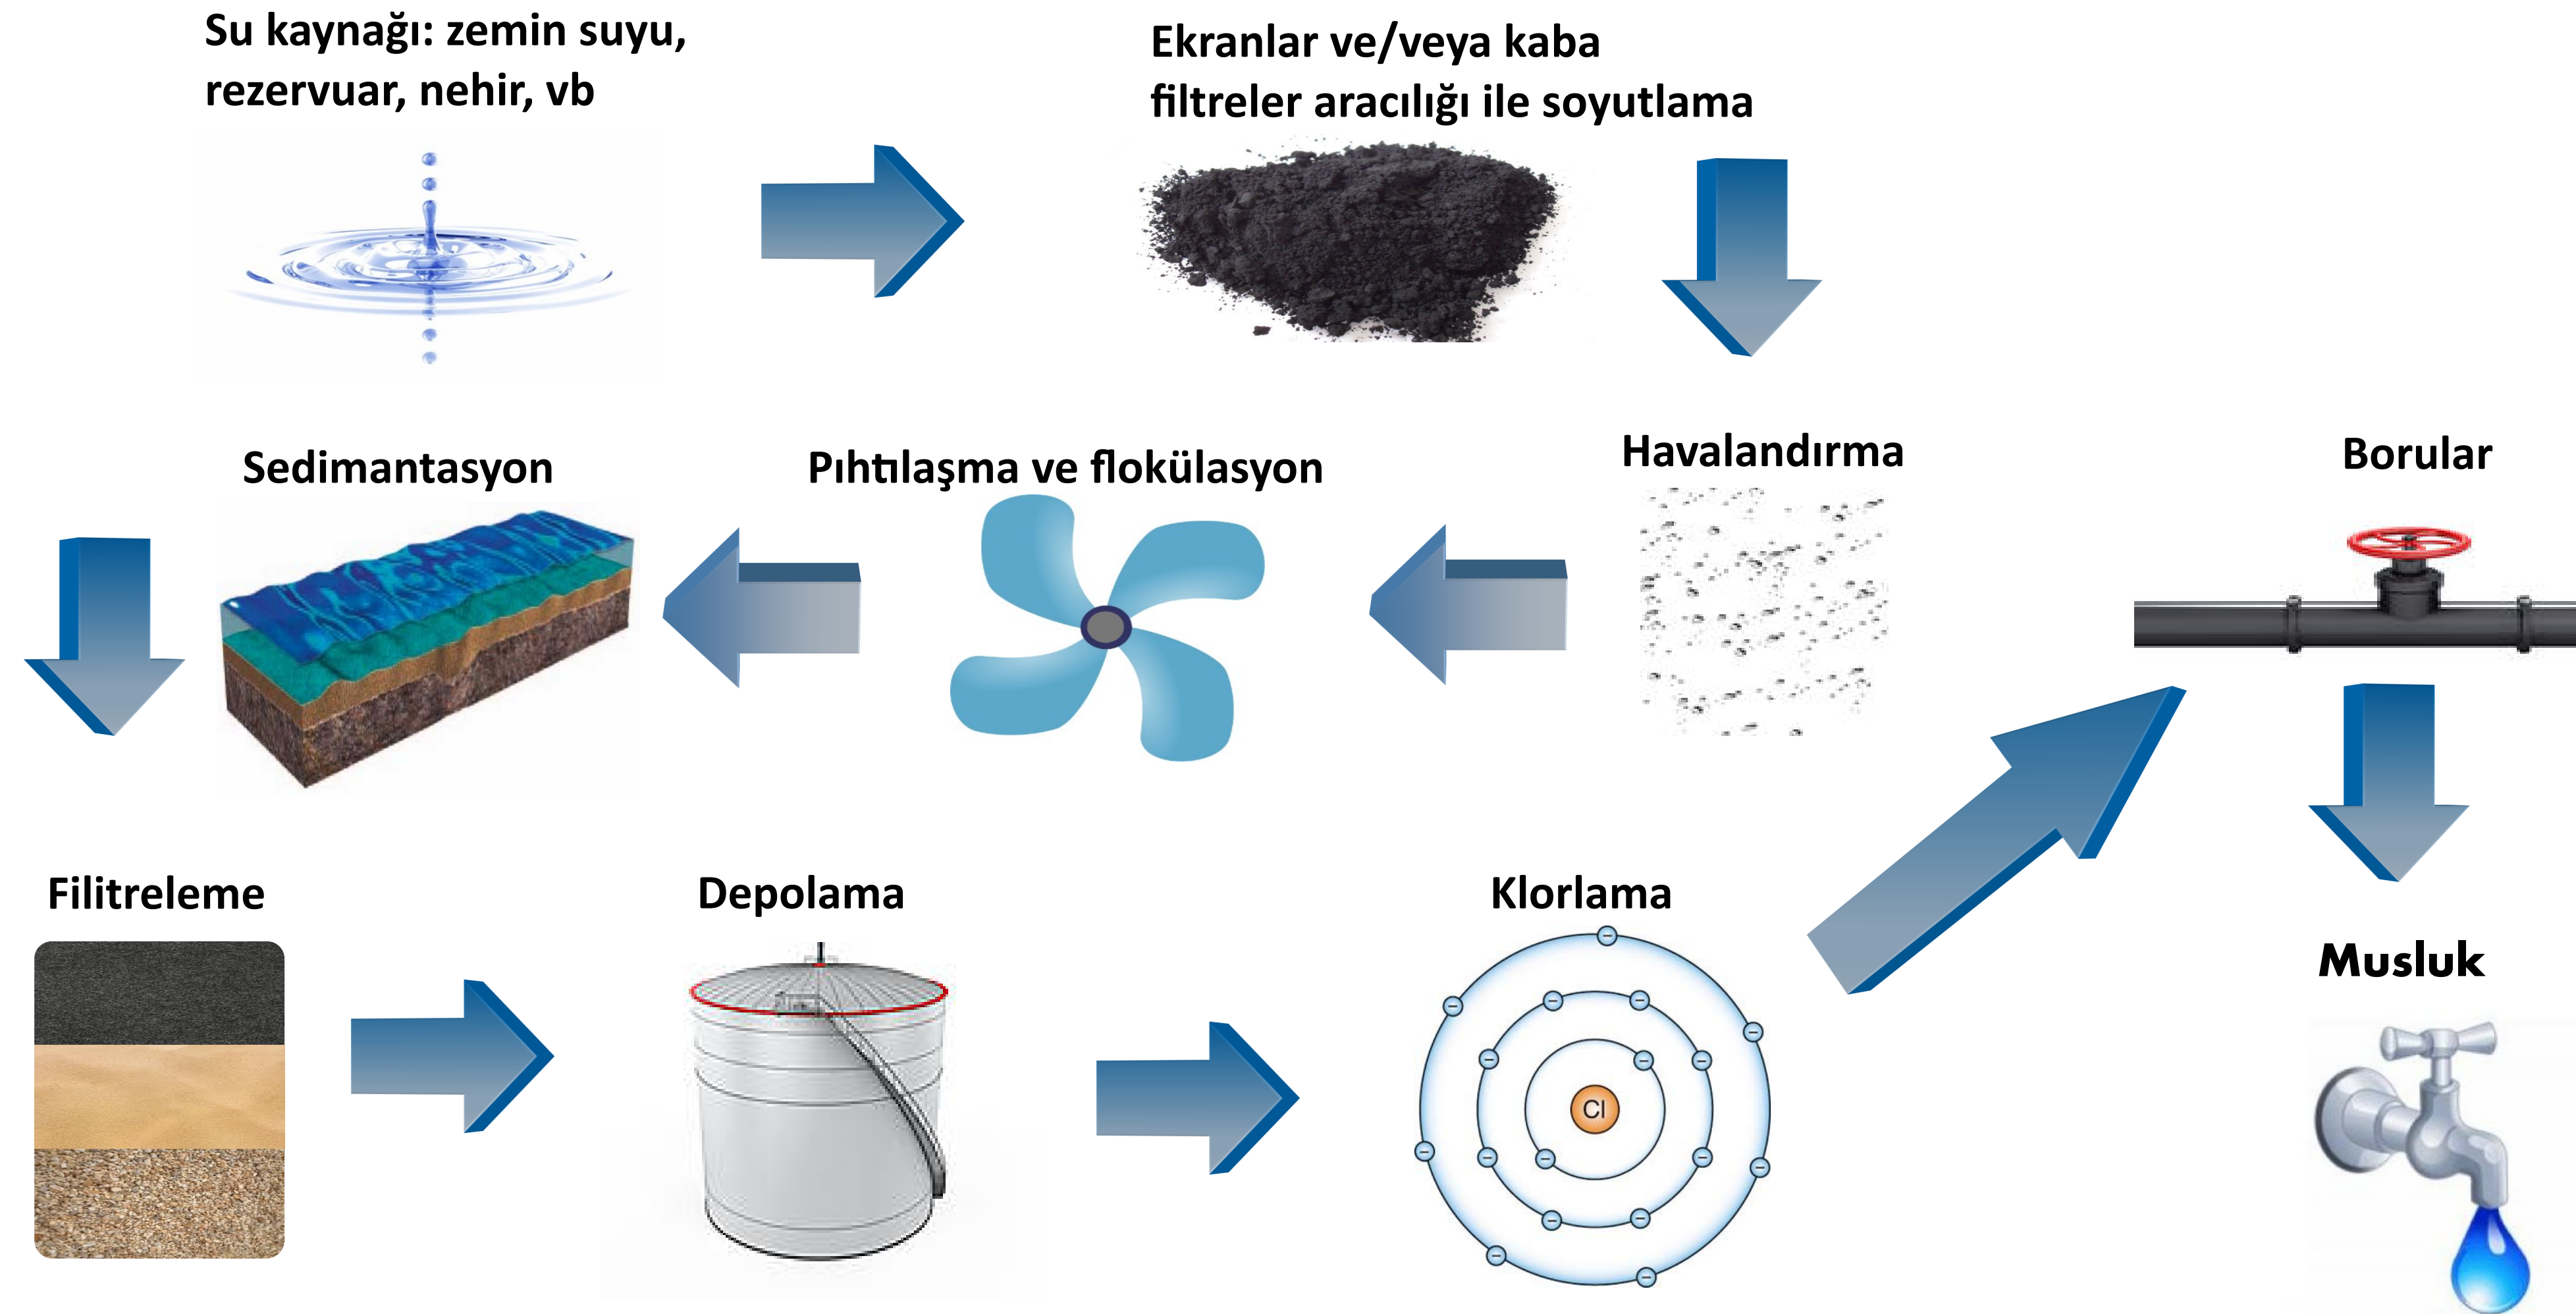 Su kaynağı: zemin suyu,
rezervuar, nehir, vb
Ekranlar ve/veya kaba
filtreler aracılığı ile soyutlama
Havalandırma
Pıhtılaşma ve flokülasyon
Sedimantasyon
Filitreleme
Depolama
Klorlama
Cl
Borular
Musluk